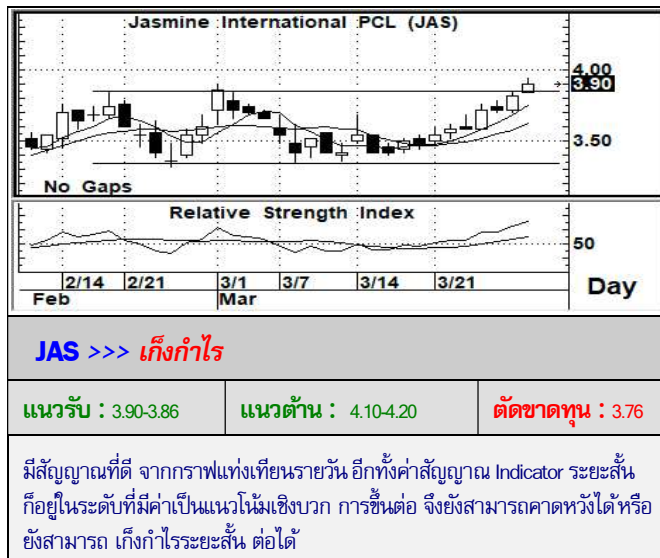 Jasmine International PCL (JAS)
4.00
3.90
3.50
No Gaps
Relative Strength Index
50
2/14 2/21 3/1 3/7 3/14 3/21
Feb Mar
Day
JAS >>> เก็งกำไร
แนวรับ : 3.90-3.86 แนวต้าน : 4.10-4.20 ตัดขาดทุน : 3.76
มีสัญญาณที่ดี จากกราฟแท่งเทียนรายวัน อีกทั้งค่าสัญญาณ Indicator ระยะสั้น
ก็อยู่ในระดับที่มีค่าเป็นแนวโน้มเชิงบวก การขึ้นต่อ จึงยังสามารถคาดหวังได้หรือ
ยังสามารถ เก็งกำไรระยะสั้น ต่อได้